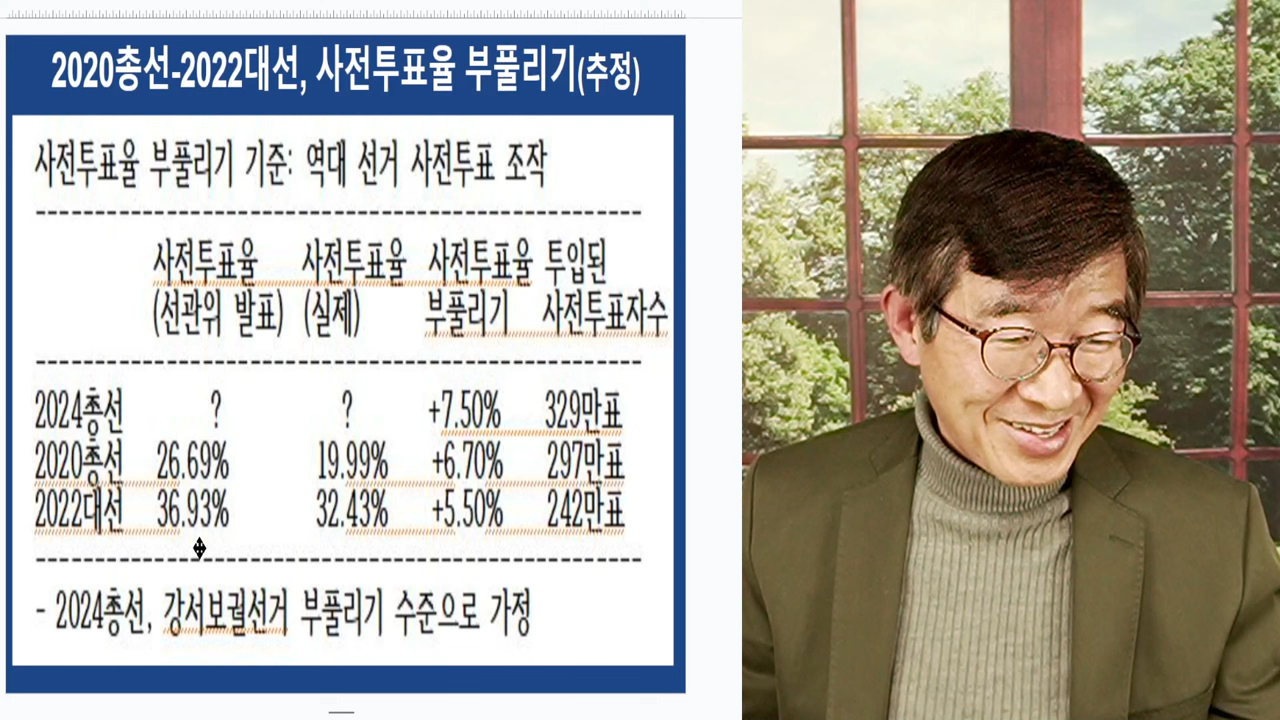 2020총선-2022대선, 사전투표율 부풀리기(추정)
사전투표율 부풀리기 기준: 역대 선거 사전투표 조작
사전투표율 사전투표율 사전투표율 투입된
(선관위 발표) (실제) 부풀리기 사전투표자수
2024총선 ? ? +7.50% 329만표
2020총선 26.69% 19.99% +6.70% 297만표
2022대선 36.93% 32.43% +5.50% 242만표
- 2024총선, 강서보궐선거 부풀리기 수준으로 가정